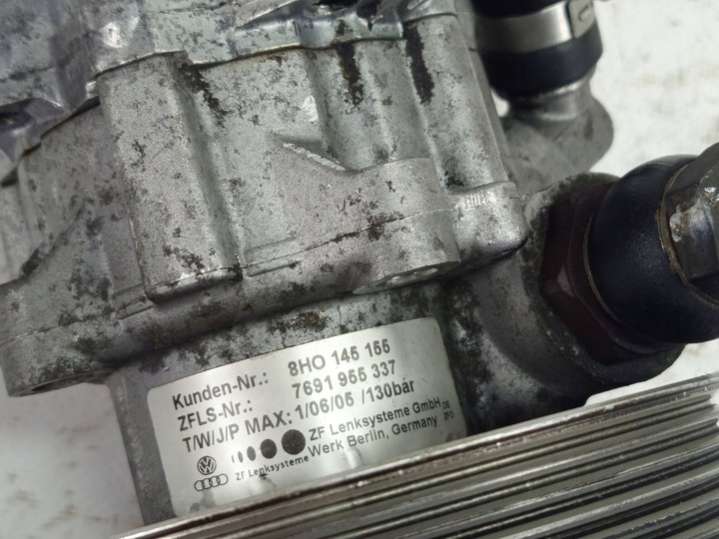 Kunden-Nr.: 8HO 145 155
ZFLS-Nr.: 7691 955 337
T/W/J/P MAX: 1/06/05 /130bar
ZF Lenksysteme GmbH
ZF Lenksysteme Werk Berlin, Germany